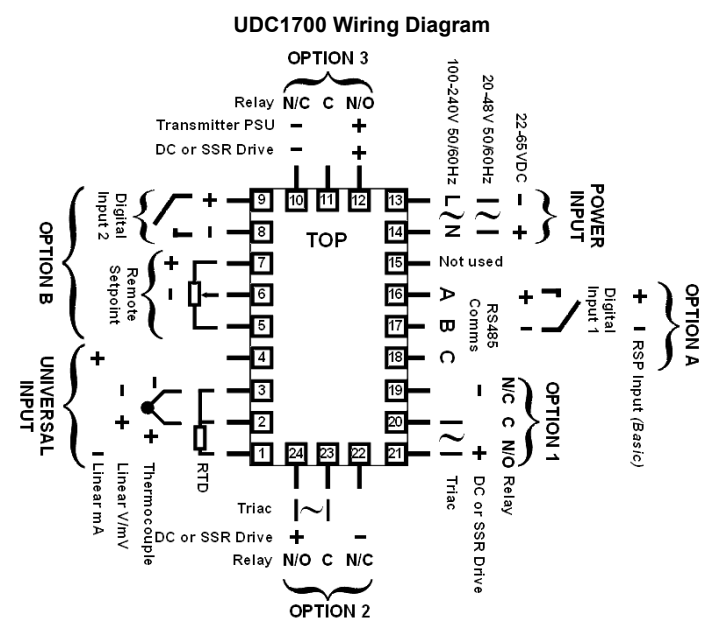 UDC1700 Wiring Diagram
OPTION 3
Relay N/C C N/O
Transmitter PSU − +
DC or SSR Drive − +
100-240V 50/60Hz
20-48V 50/60Hz
22-65VDC
10 11 12
OPTION B
Digital
Input 2
+ 9
− 8
Remote
Setpoint
+ 7
− 6
5
4
3
2
1
TOP
13 L −
14 N +
POWER
INPUT
15 Not used
16 A
17 B
18 C
RS485
Comms
+
−
Digital
Input 1
+
−
RSP Input (Basic)
OPTION A
19 − N/C
20 C
21 + N/O
Triac
DC or SSR Drive
Relay
OPTION 1
UNIVERSAL
INPUT
+
−
Linear mA
−
+
Linear V/mV
−
+
Thermocouple
RTD
24 23 22
Triac
DC or SSR Drive + −
Relay N/O C N/C
OPTION 2